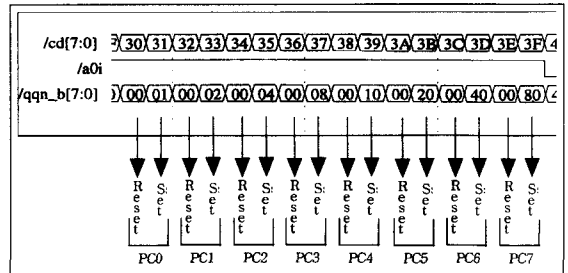 /cd[7:0] 30 31 32 33 34 35 36 37 38 39 3A 3B 3C 3D 3E 3F 4
/a0i
/qqn_b[7:0] 00 01 00 02 00 04 00 08 00 10 00 20 00 40 00 80 4
Reset Set Reset Set Reset Set Reset Set Reset Set Reset Set Reset Set Reset Set
PC0 PC1 PC2 PC3 PC4 PC5 PC6 PC7